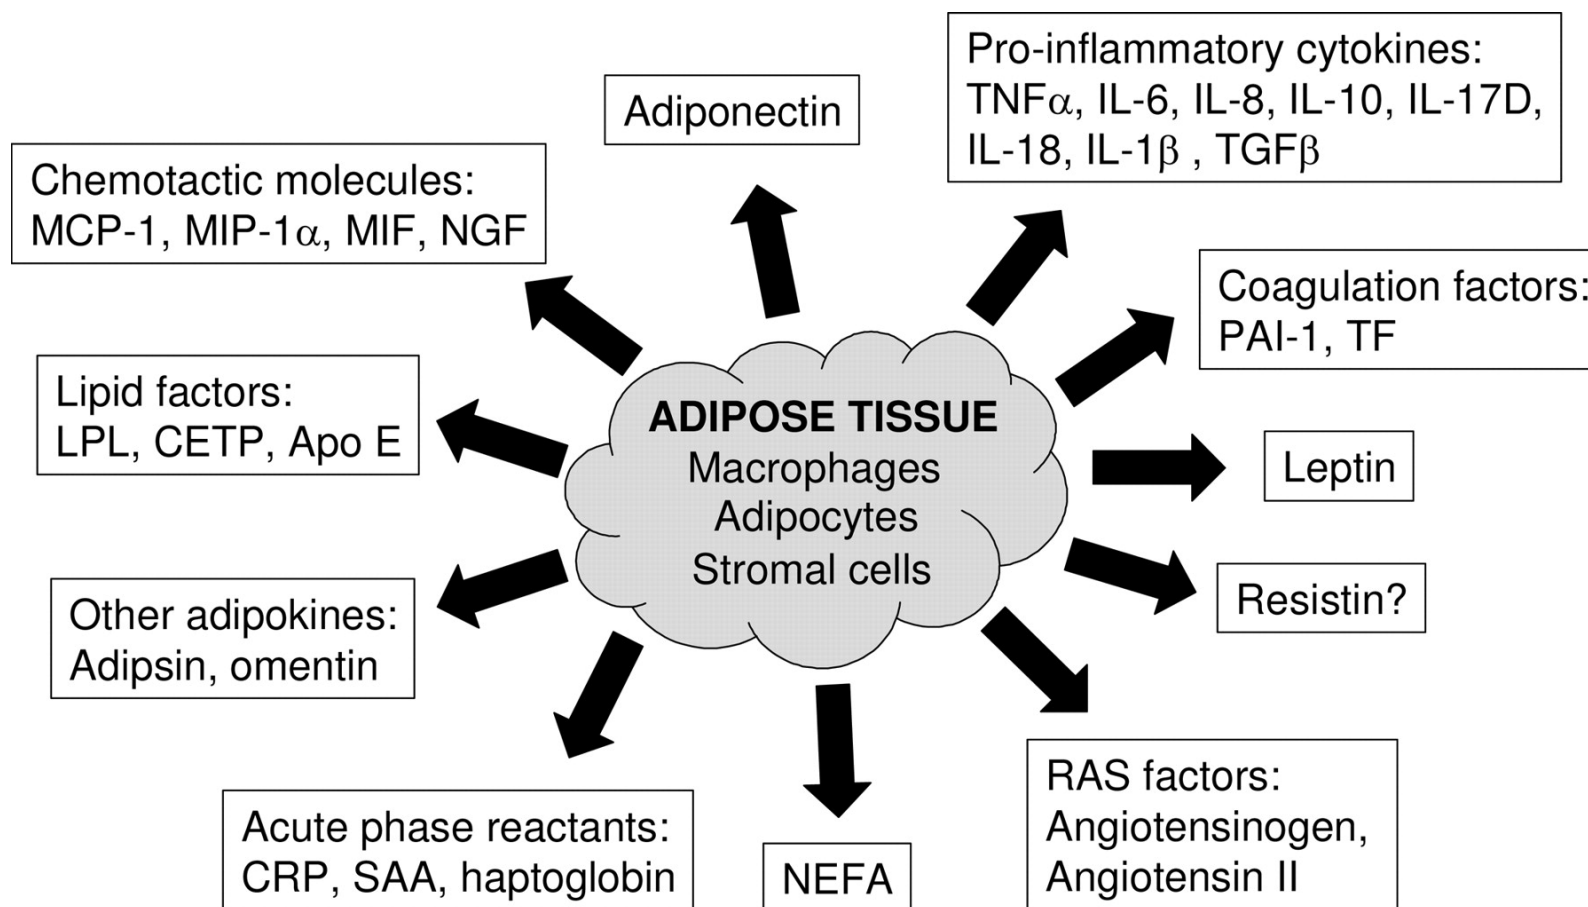 Adiponectin
Pro-inflammatory cytokines:
TNFα, IL-6, IL-8, IL-10, IL-17D,
IL-18, IL-1β , TGFβ
Chemotactic molecules:
MCP-1, MIP-1α, MIF, NGF
Coagulation factors:
PAI-1, TF
Lipid factors:
LPL, CETP, Apo E
ADIPOSE TISSUE
Macrophages
Adipocytes
Stromal cells
Leptin
Resistin?
Other adipokines:
Adipsin, omentin
RAS factors:
Angiotensinogen,
Angiotensin II
Acute phase reactants:
CRP, SAA, haptoglobin
NEFA